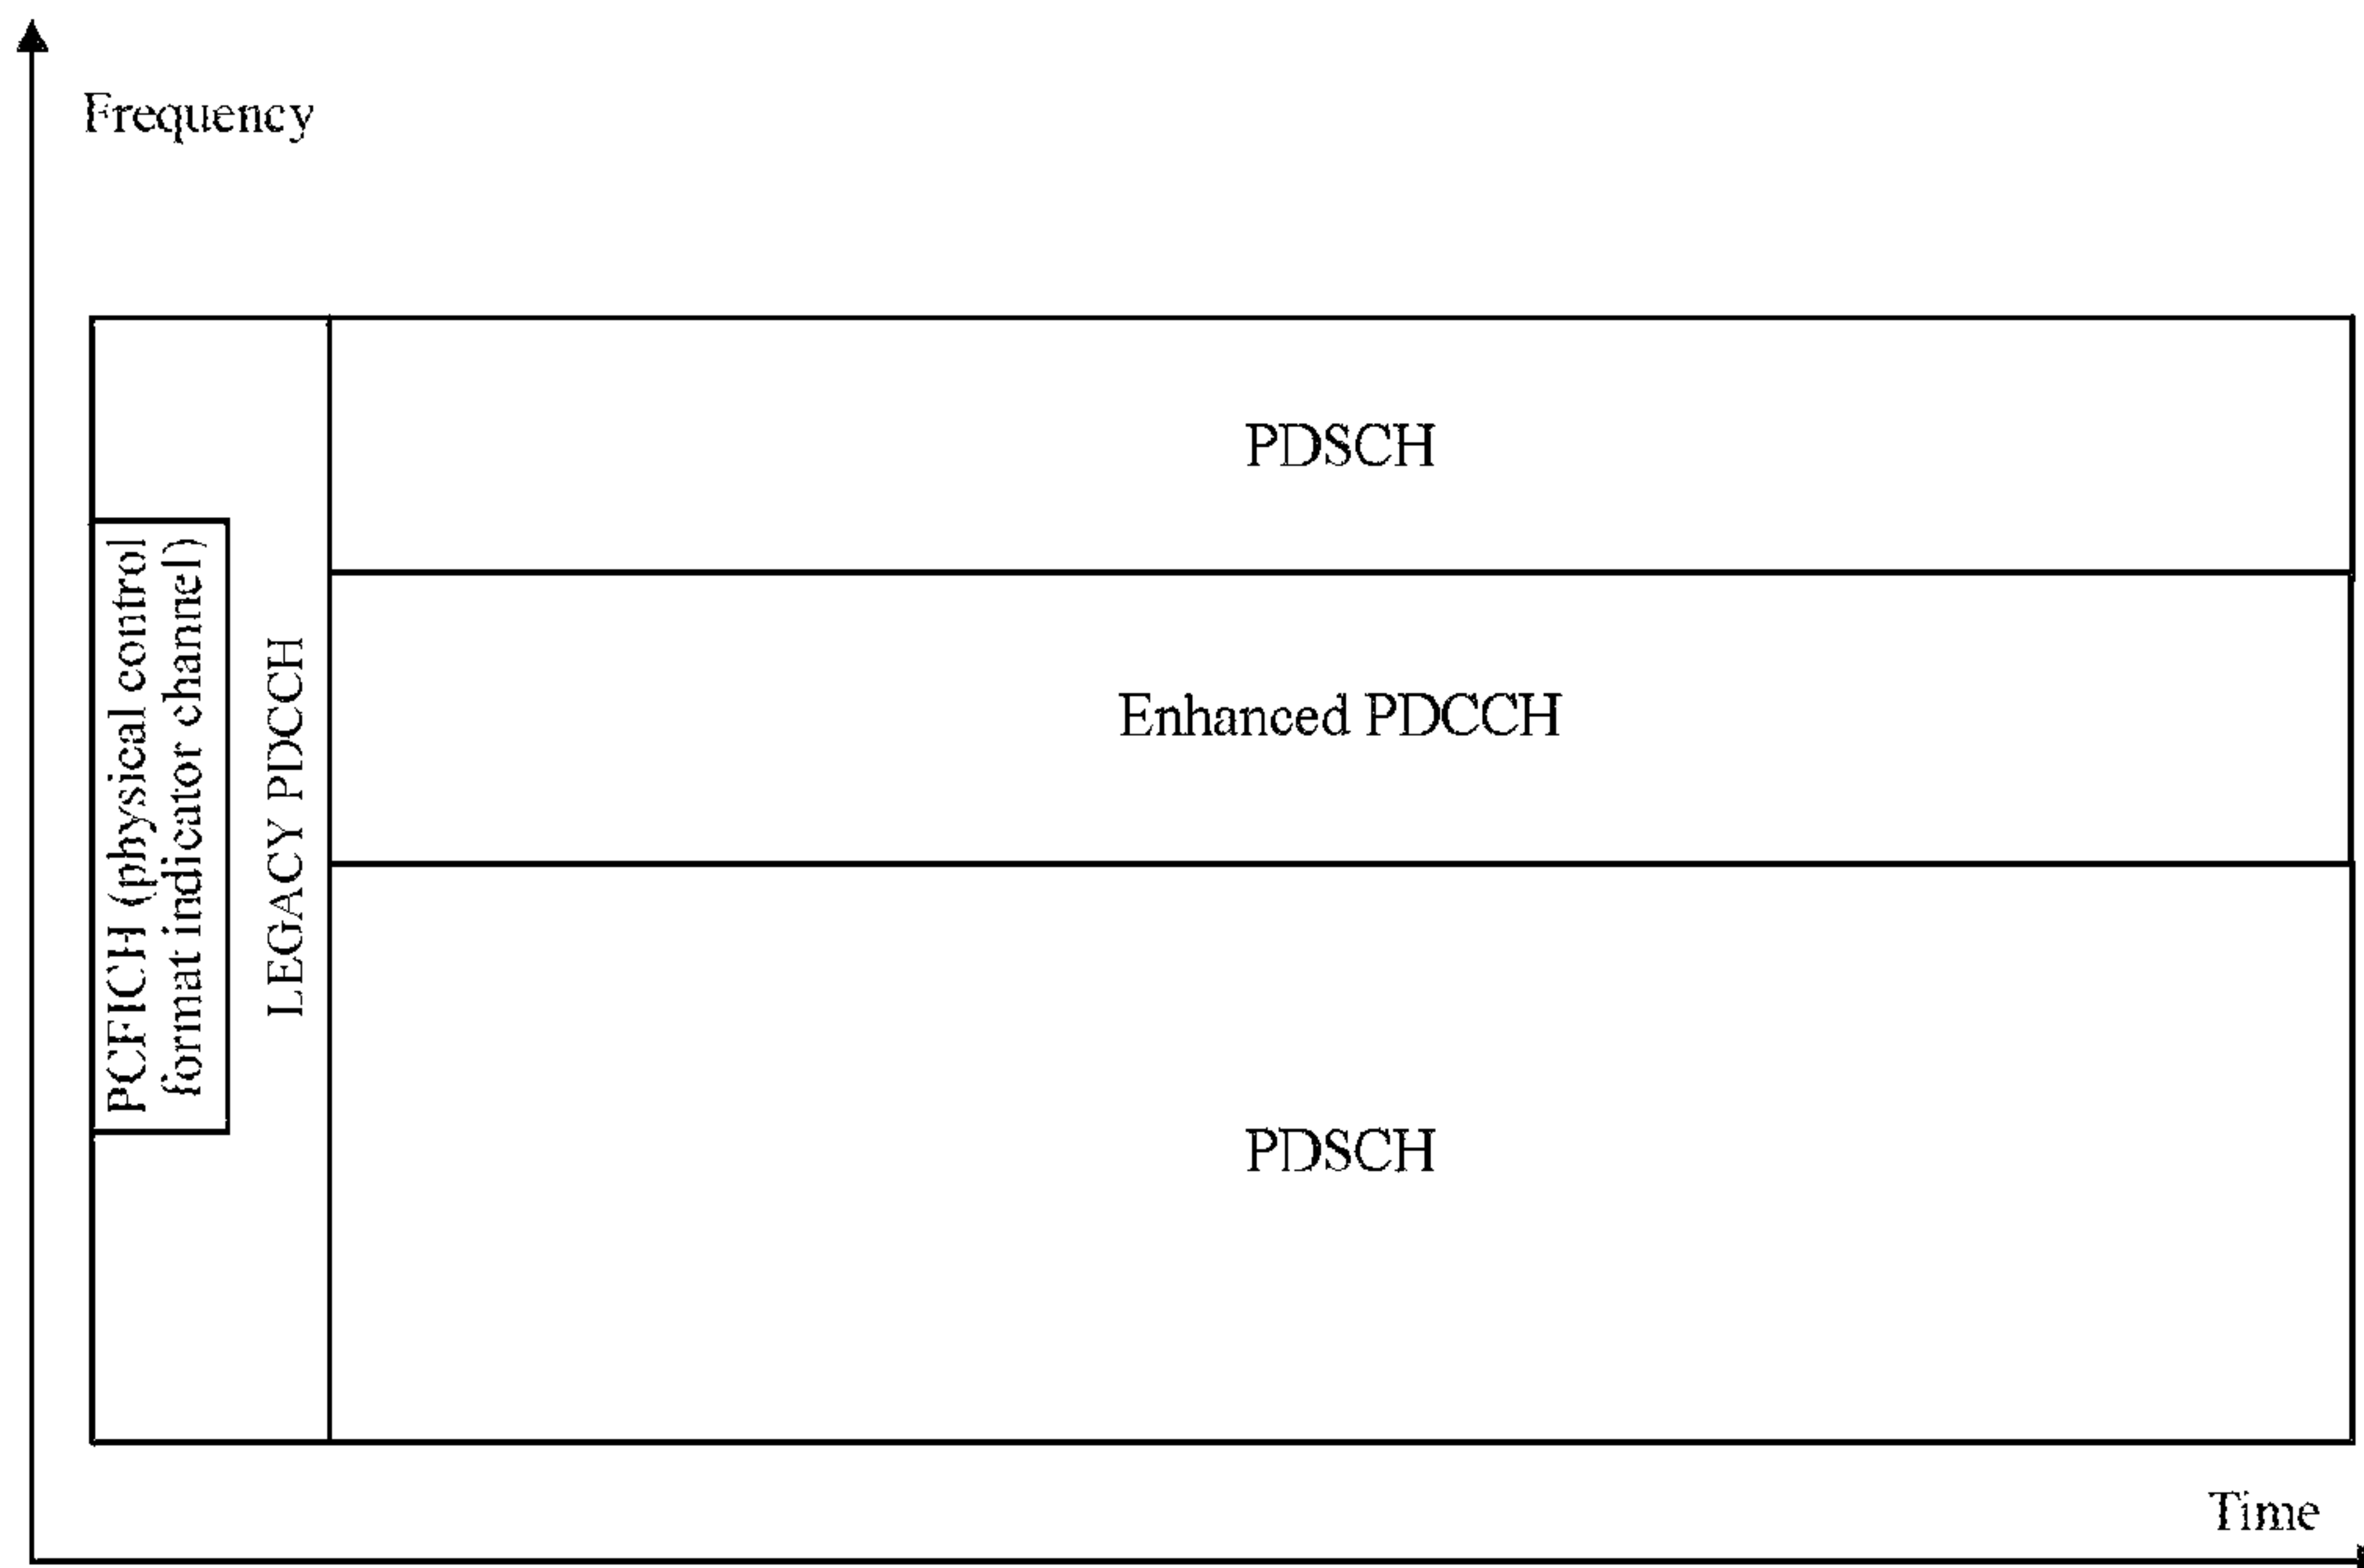 Frequency
PDSCH
PCFICH (physical control
format indicator channel)
LEGACY PDCCH
Enhanced PDCCH
PDSCH
Time